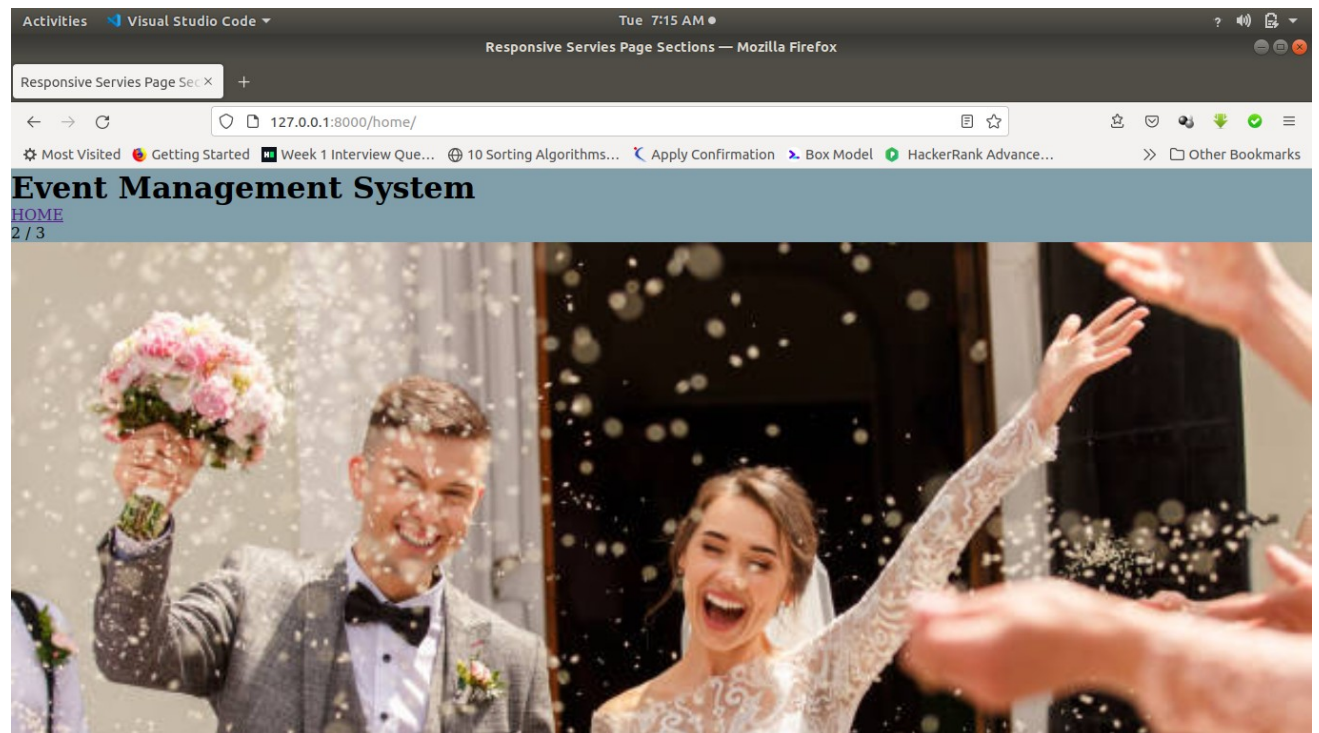 Activities Visual Studio Code Tue 7:15 AM
Responsive Servies Page Sections — Mozilla Firefox
Responsive Servies Page Sec × +
127.0.0.1:8000/home/
Most Visited Getting Started Week 1 Interview Que... 10 Sorting Algorithms... Apply Confirmation Box Model HackerRank Advance... Other Bookmarks
Event Management System
HOME
2 / 3